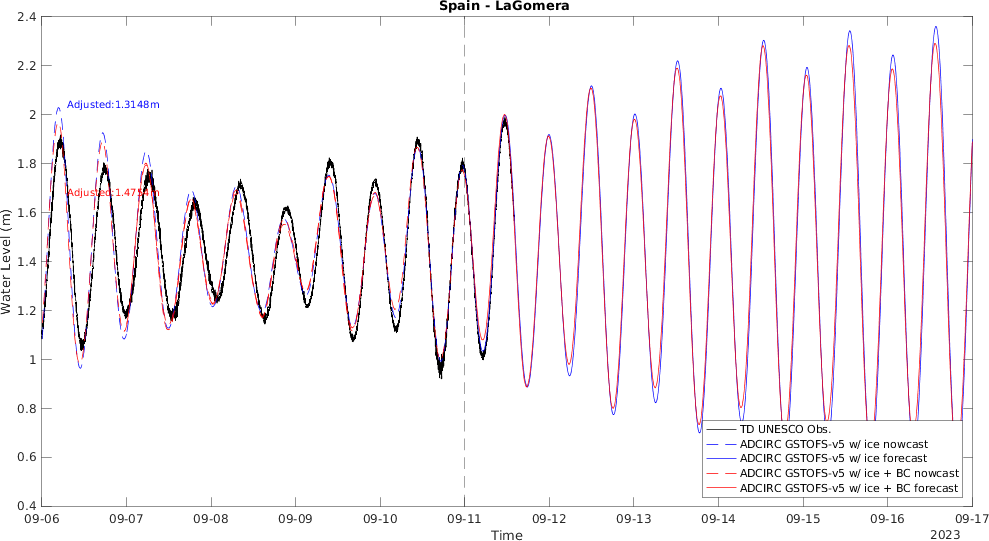 Spain - LaGomera
Water Level (m)
2.4
2.2
2
1.8
1.6
1.4
1.2
1
0.8
0.6
0.4
Adjusted:1.3148m
TD UNESCO Obs.
ADCIRC GSTOFS-v5 w/ ice nowcast
ADCIRC GSTOFS-v5 w/ ice forecast
ADCIRC GSTOFS-v5 w/ ice + BC nowcast
ADCIRC GSTOFS-v5 w/ ice + BC forecast
09-06 09-07 09-08 09-09 09-10 09-11 09-12 09-13 09-14 09-15 09-16 09-17
Time
2023